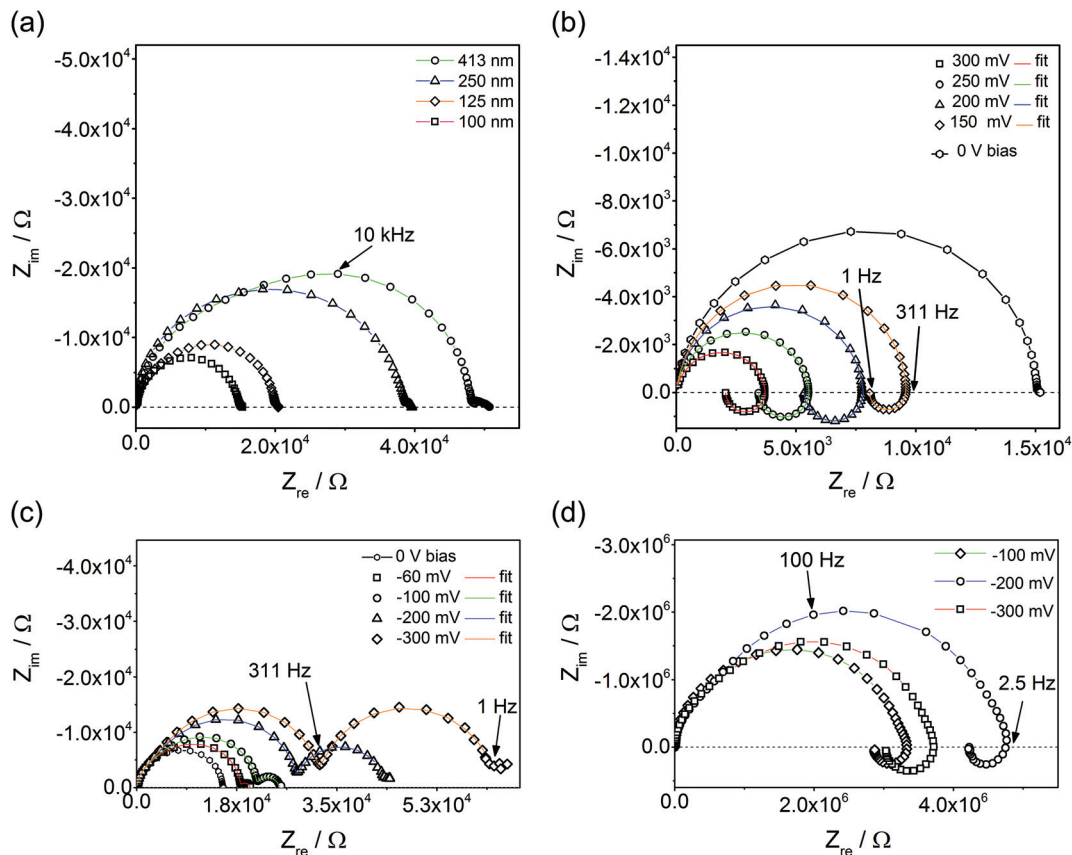 (a)
-5.0x10⁴
-4.0x10⁴
-3.0x10⁴
-2.0x10⁴
-1.0x10⁴
0.0
Z_im / Ω
413 nm
250 nm
125 nm
100 nm
10 kHz
0.0 2.0x10⁴ 4.0x10⁴
Z_re / Ω
(b)
-1.4x10⁴
-1.2x10⁴
-1.0x10⁴
-8.0x10³
-6.0x10³
-4.0x10³
-2.0x10³
0.0
Z_im / Ω
300 mV fit
250 mV fit
200 mV fit
150 mV fit
0 V bias
1 Hz
311 Hz
0.0 5.0x10³ 1.0x10⁴ 1.5x10⁴
Z_re / Ω
(c)
-4.0x10⁴
-3.0x10⁴
-2.0x10⁴
-1.0x10⁴
0.0
Z_im / Ω
0 V bias
-60 mV fit
-100 mV fit
-200 mV fit
-300 mV fit
311 Hz
1 Hz
0.0 1.8x10⁴ 3.5x10⁴ 5.3x10⁴
Z_re / Ω
(d)
-3.0x10⁶
-2.0x10⁶
-1.0x10⁶
0.0
Z_im / Ω
-100 mV
-200 mV
-300 mV
100 Hz
2.5 Hz
0.0 2.0x10⁶ 4.0x10⁶
Z_re / Ω